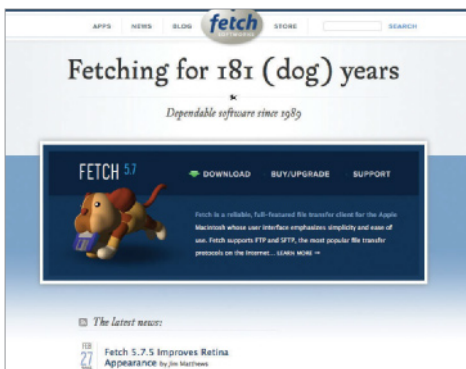 APPS NEWS BLOG fetch STORE SEARCH
SOFTWORKS
Fetching for 181 (dog) years
Dependable software since 1989
FETCH 5.7 DOWNLOAD BUY/UPGRADE SUPPORT
Fetch is a reliable, full-featured file transfer client for the Apple
Macintosh whose user interface emphasizes simplicity and ease of
use. Fetch supports FTP and SFTP, the most popular file transfer
protocols on the Internet... LEARN MORE →
The latest news:
FEB
27
Fetch 5.7.5 Improves Retina
Appearance by Jim Matthews